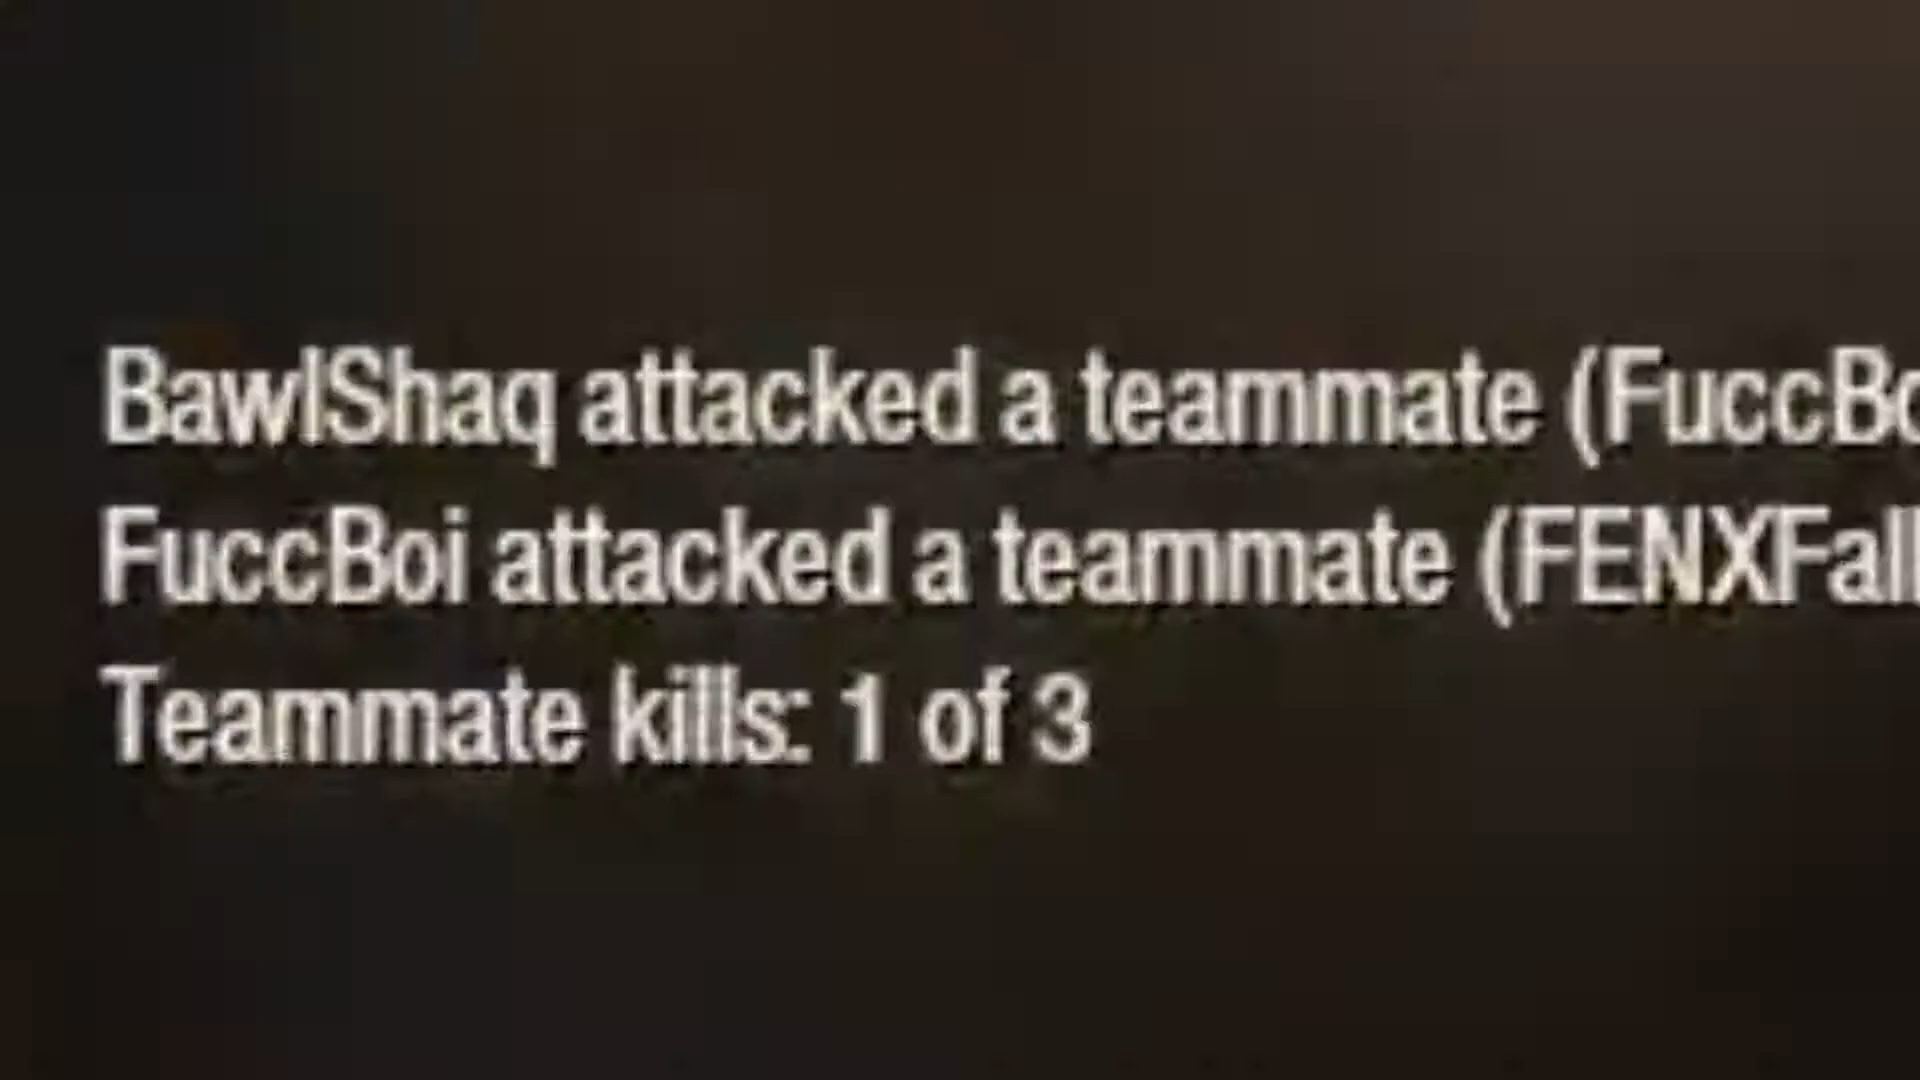 BawlShaq attacked a teammate (FuccBo
FuccBoi attacked a teammate (FENXFall
Teammate kills: 1 of 3